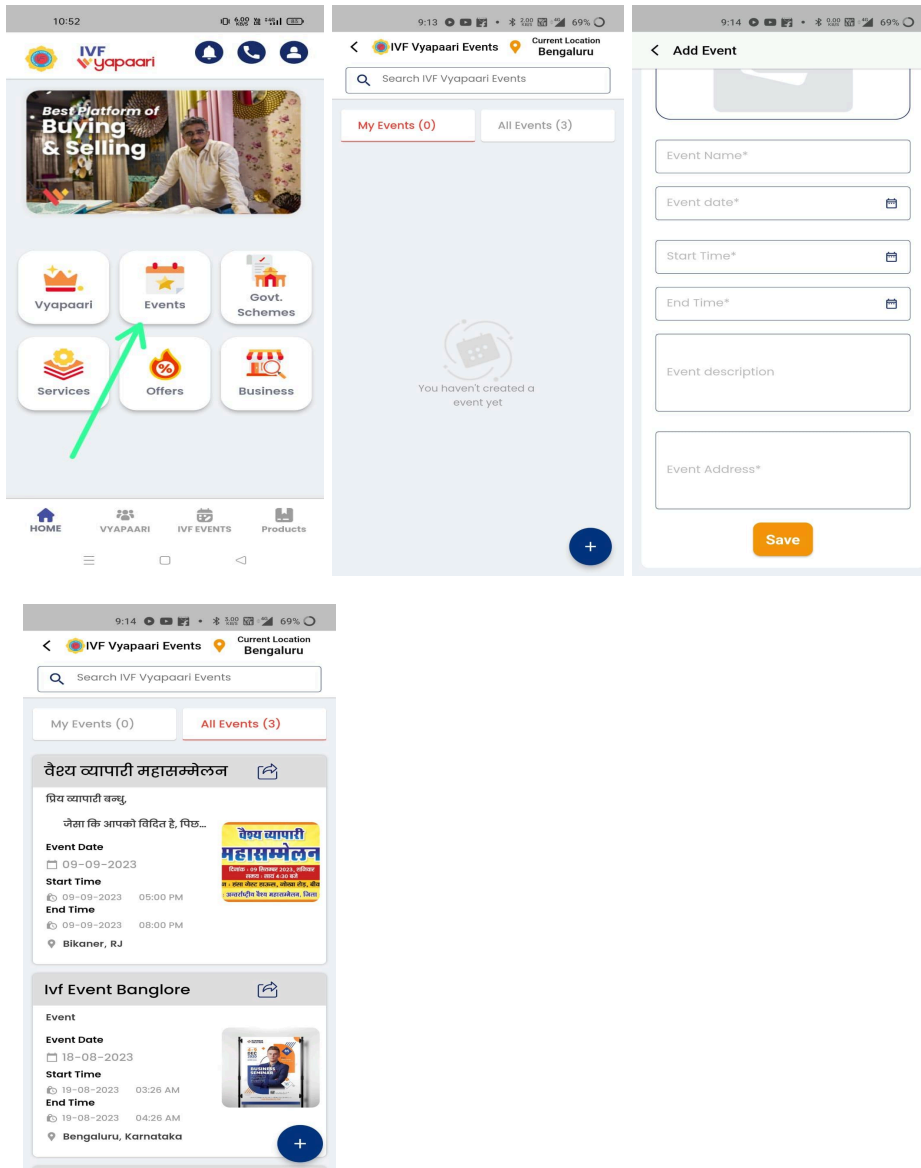 10:52
IVF
Vyapaari
Best Platform of
Buying
& Selling
Vyapaari
Events
Govt.
Schemes
Services
Offers
Business
HOME
VYAPAARI
IVF EVENTS
Products
9:13
69%
IVF Vyapaari Events
Current Location
Bengaluru
Search IVF Vyapaari Events
My Events (0)
All Events (3)
You haven't created a
event yet
+
9:14
69%
Add Event
Event Name*
Event date*
Start Time*
End Time*
Event description
Event Address*
Save
9:14
69%
IVF Vyapaari Events
Current Location
Bengaluru
Search IVF Vyapaari Events
My Events (0)
All Events (3)
वैश्य व्यापारी महासम्मेलन
प्रिय व्यापारी बन्धु,
जैसा कि आपको विदित है, पिछ...
वैश्य व्यापारी
महासम्मेलन
Event Date
09-09-2023
Start Time
09-09-2023 05:00 PM
End Time
09-09-2023 08:00 PM
Bikaner, RJ
Ivf Event Banglore
Event
Event Date
18-08-2023
BUSINESS
SEMINAR
Start Time
19-08-2023 03:26 AM
End Time
19-08-2023 04:26 AM
Bengaluru, Karnataka
+